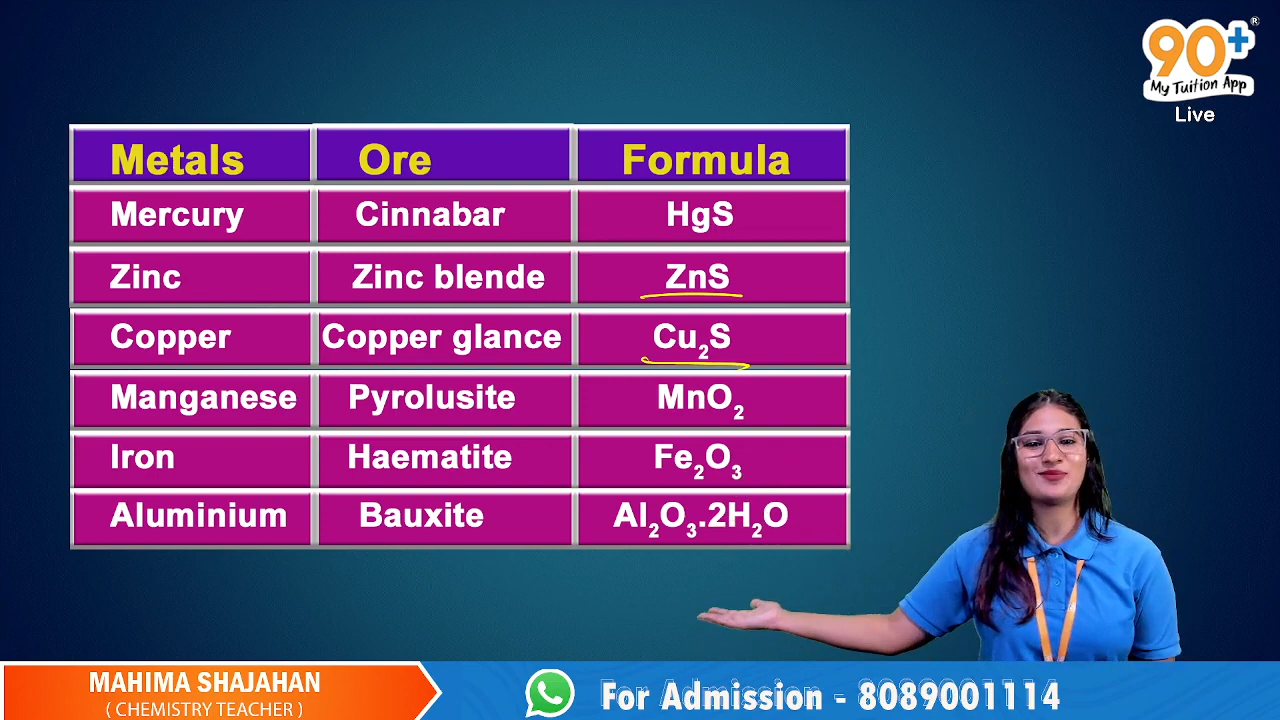 90+®
My Tuition App
Live
Metals Ore Formula
Mercury Cinnabar HgS
Zinc Zinc blende ZnS
Copper Copper glance Cu₂S
Manganese Pyrolusite MnO₂
Iron Haematite Fe₂O₃
Aluminium Bauxite Al₂O₃.2H₂O
MAHIMA SHAJAHAN
( CHEMISTRY TEACHER )
For Admission - 8089001114